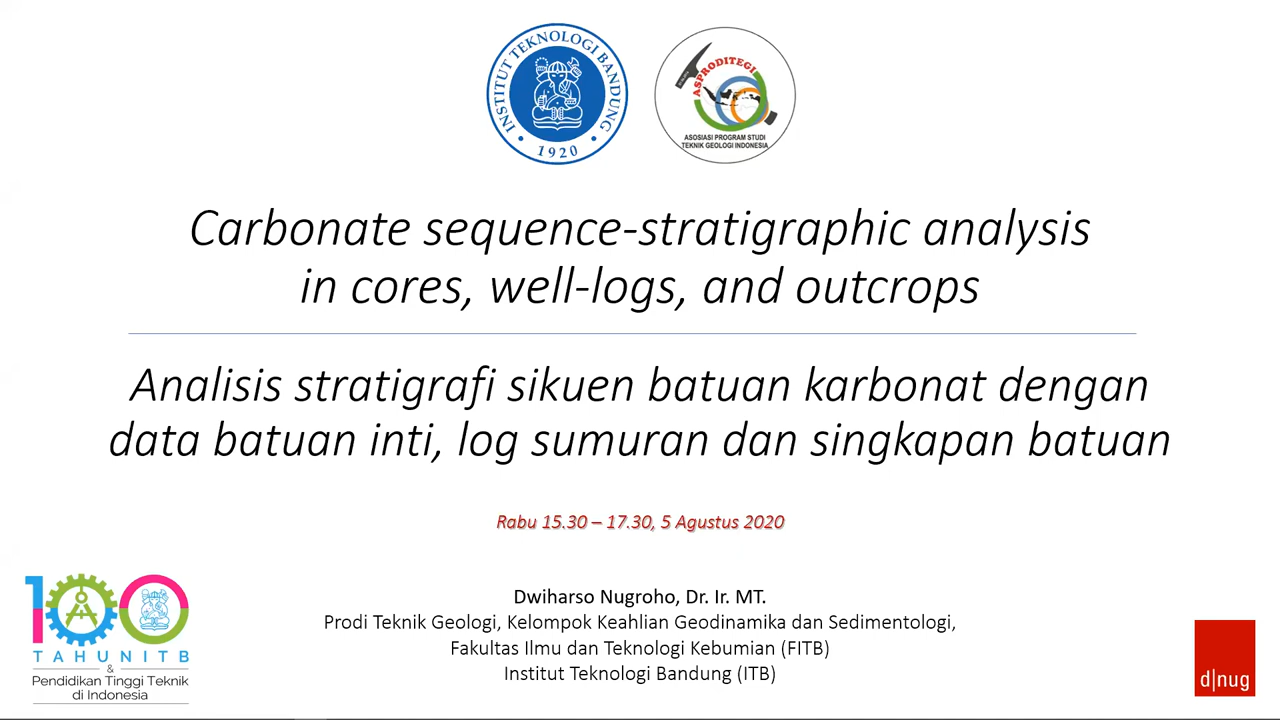 INSTITUT TEKNOLOGI BANDUNG
1920
ASPRODITEGI
ASOSIASI PROGRAM STUDI
TEKNIK GEOLOGI INDONESIA
Carbonate sequence-stratigraphic analysis
in cores, well-logs, and outcrops
Analisis stratigrafi sikuen batuan karbonat dengan
data batuan inti, log sumuran dan singkapan batuan
Rabu 15.30 – 17.30, 5 Agustus 2020
Dwiharso Nugroho, Dr. Ir. MT.
Prodi Teknik Geologi, Kelompok Keahlian Geodinamika dan Sedimentologi,
Fakultas Ilmu dan Teknologi Kebumian (FITB)
Institut Teknologi Bandung (ITB)
100
TAHUNITB
&
Pendidikan Tinggi Teknik
di Indonesia
d|nug